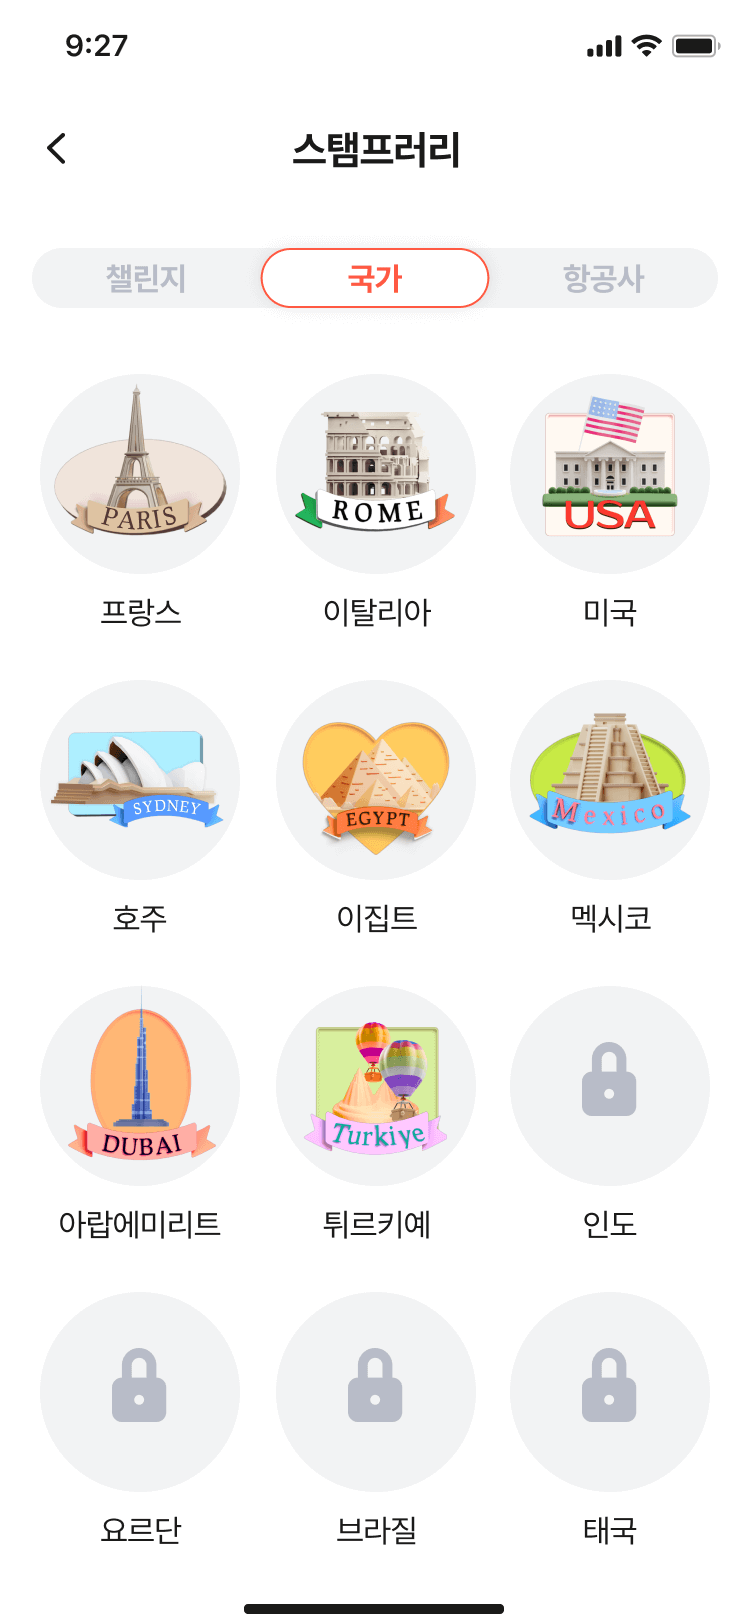 9:27
스탬프러리
챌린지 국가 항공사
PARIS ROME USA
프랑스 이탈리아 미국
SYDNEY EGYPT Mexico
호주 이집트 멕시코
DUBAI Turkiye
아랍에미리트 튀르키예 인도
요르단 브라질 태국